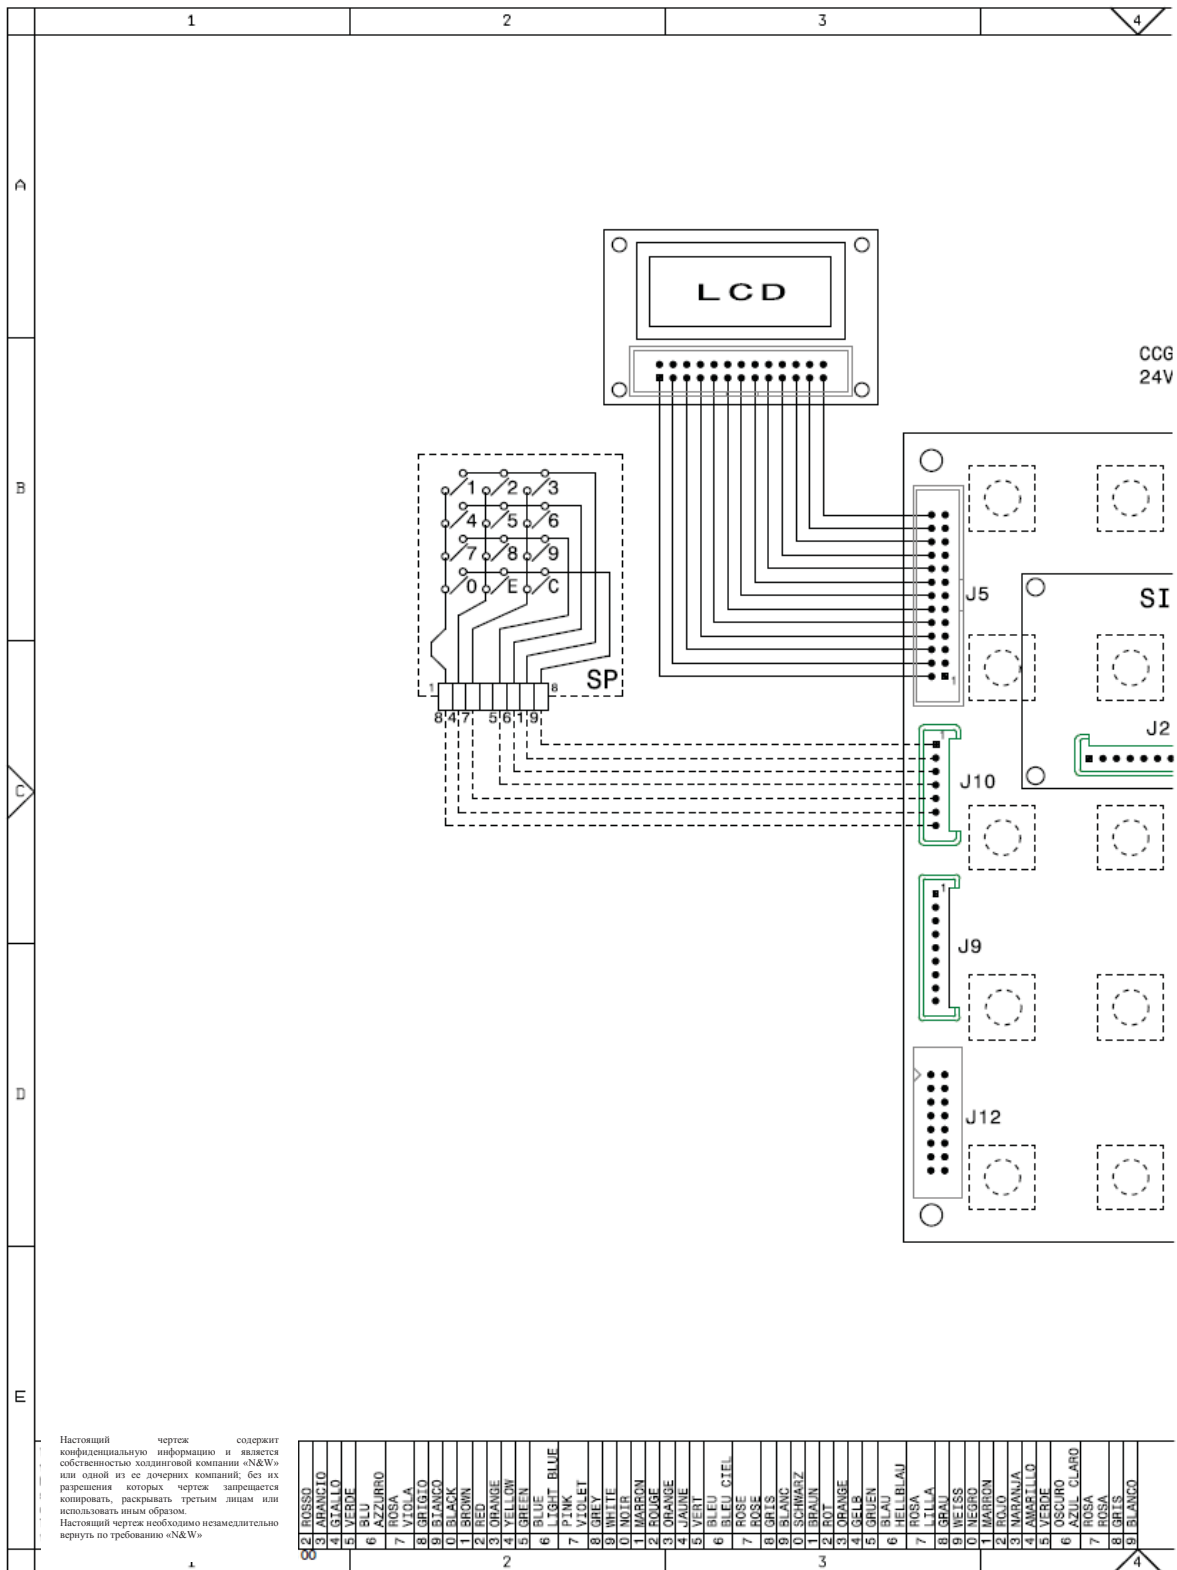 1 2 3 4
A
LCD
CCG
24V
B
1 2 3
4 5 6
7 8 9
0 E C
J5
SI
1
SP
1 8
8 4 7 5 6 1 9
J2
1
C
J10
1
J9
D
J12
E
Настоящий чертеж содержит
конфиденциальную информацию и является
собственностью холдинговой компании «N&W»
или одной из ее дочерних компаний; без их
разрешения которых чертеж запрещается
копировать, раскрывать третьим лицам или
использовать иным образом.
Настоящий чертеж необходимо незамедлительно
вернуть по требованию «N&W»
2 ROSSO
3 ARANCIO
4 GIALLO
5 VERDE
6 BLU
AZZURRO
7 ROSA
VIOLA
8 GRIGIO
9 BIANCO
0 BLACK
1 BROWN
2 RED
3 ORANGE
4 YELLOW
5 GREEN
6 BLUE
LIGHT BLUE
7 PINK
VIOLET
8 GREY
9 WHITE
0 NOIR
1 MARRON
2 ROUGE
3 ORANGE
4 JAUNE
5 VERT
6 BLEU
BLEU CIEL
7 ROSE
ROSE
8 GRIS
9 BLANC
0 SCHWARZ
1 BRAUN
2 ROT
3 ORANGE
4 GELB
5 GRUEN
6 BLAU
HELLBLAU
7 ROSA
LILLA
8 GRAU
9 WEISS
0 NEGRO
1 MARRON
2 ROJO
3 NARANJA
4 AMARILLO
5 VERDE
6 OSCURO
AZUL CLARO
7 ROSA
ROSA
8 GRIS
9 BLANCO
00
1 2 3 4